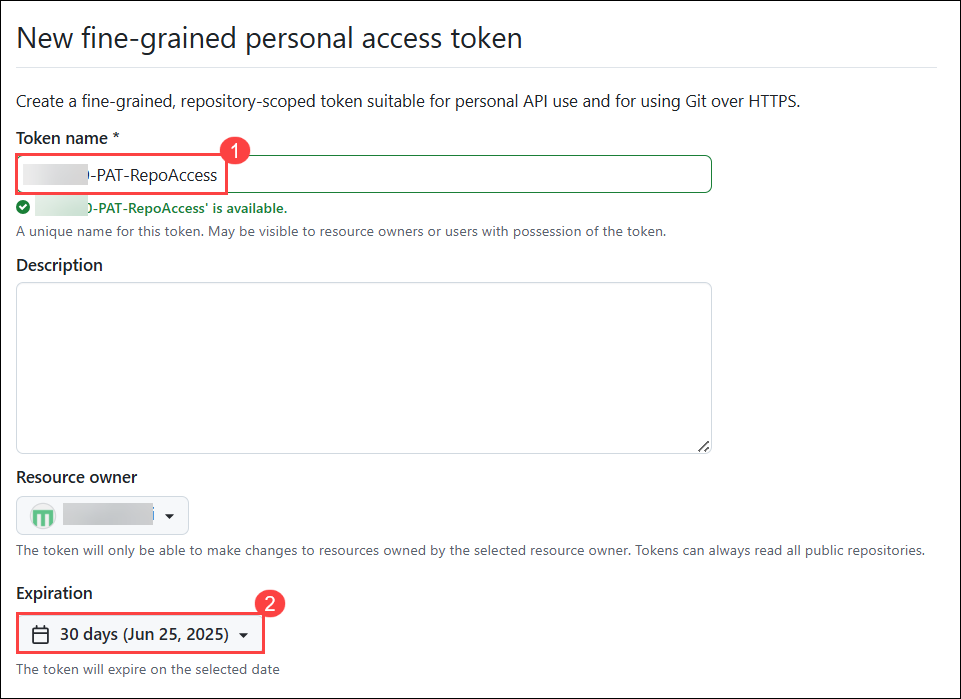 New fine-grained personal access token
Create a fine-grained, repository-scoped token suitable for personal API use and for using Git over HTTPS.
Token name *
1
-PAT-RepoAccess
-PAT-RepoAccess' is available.
A unique name for this token. May be visible to resource owners or users with possession of the token.
Description
Resource owner
The token will only be able to make changes to resources owned by the selected resource owner. Tokens can always read all public repositories.
Expiration
2
30 days (Jun 25, 2025)
The token will expire on the selected date